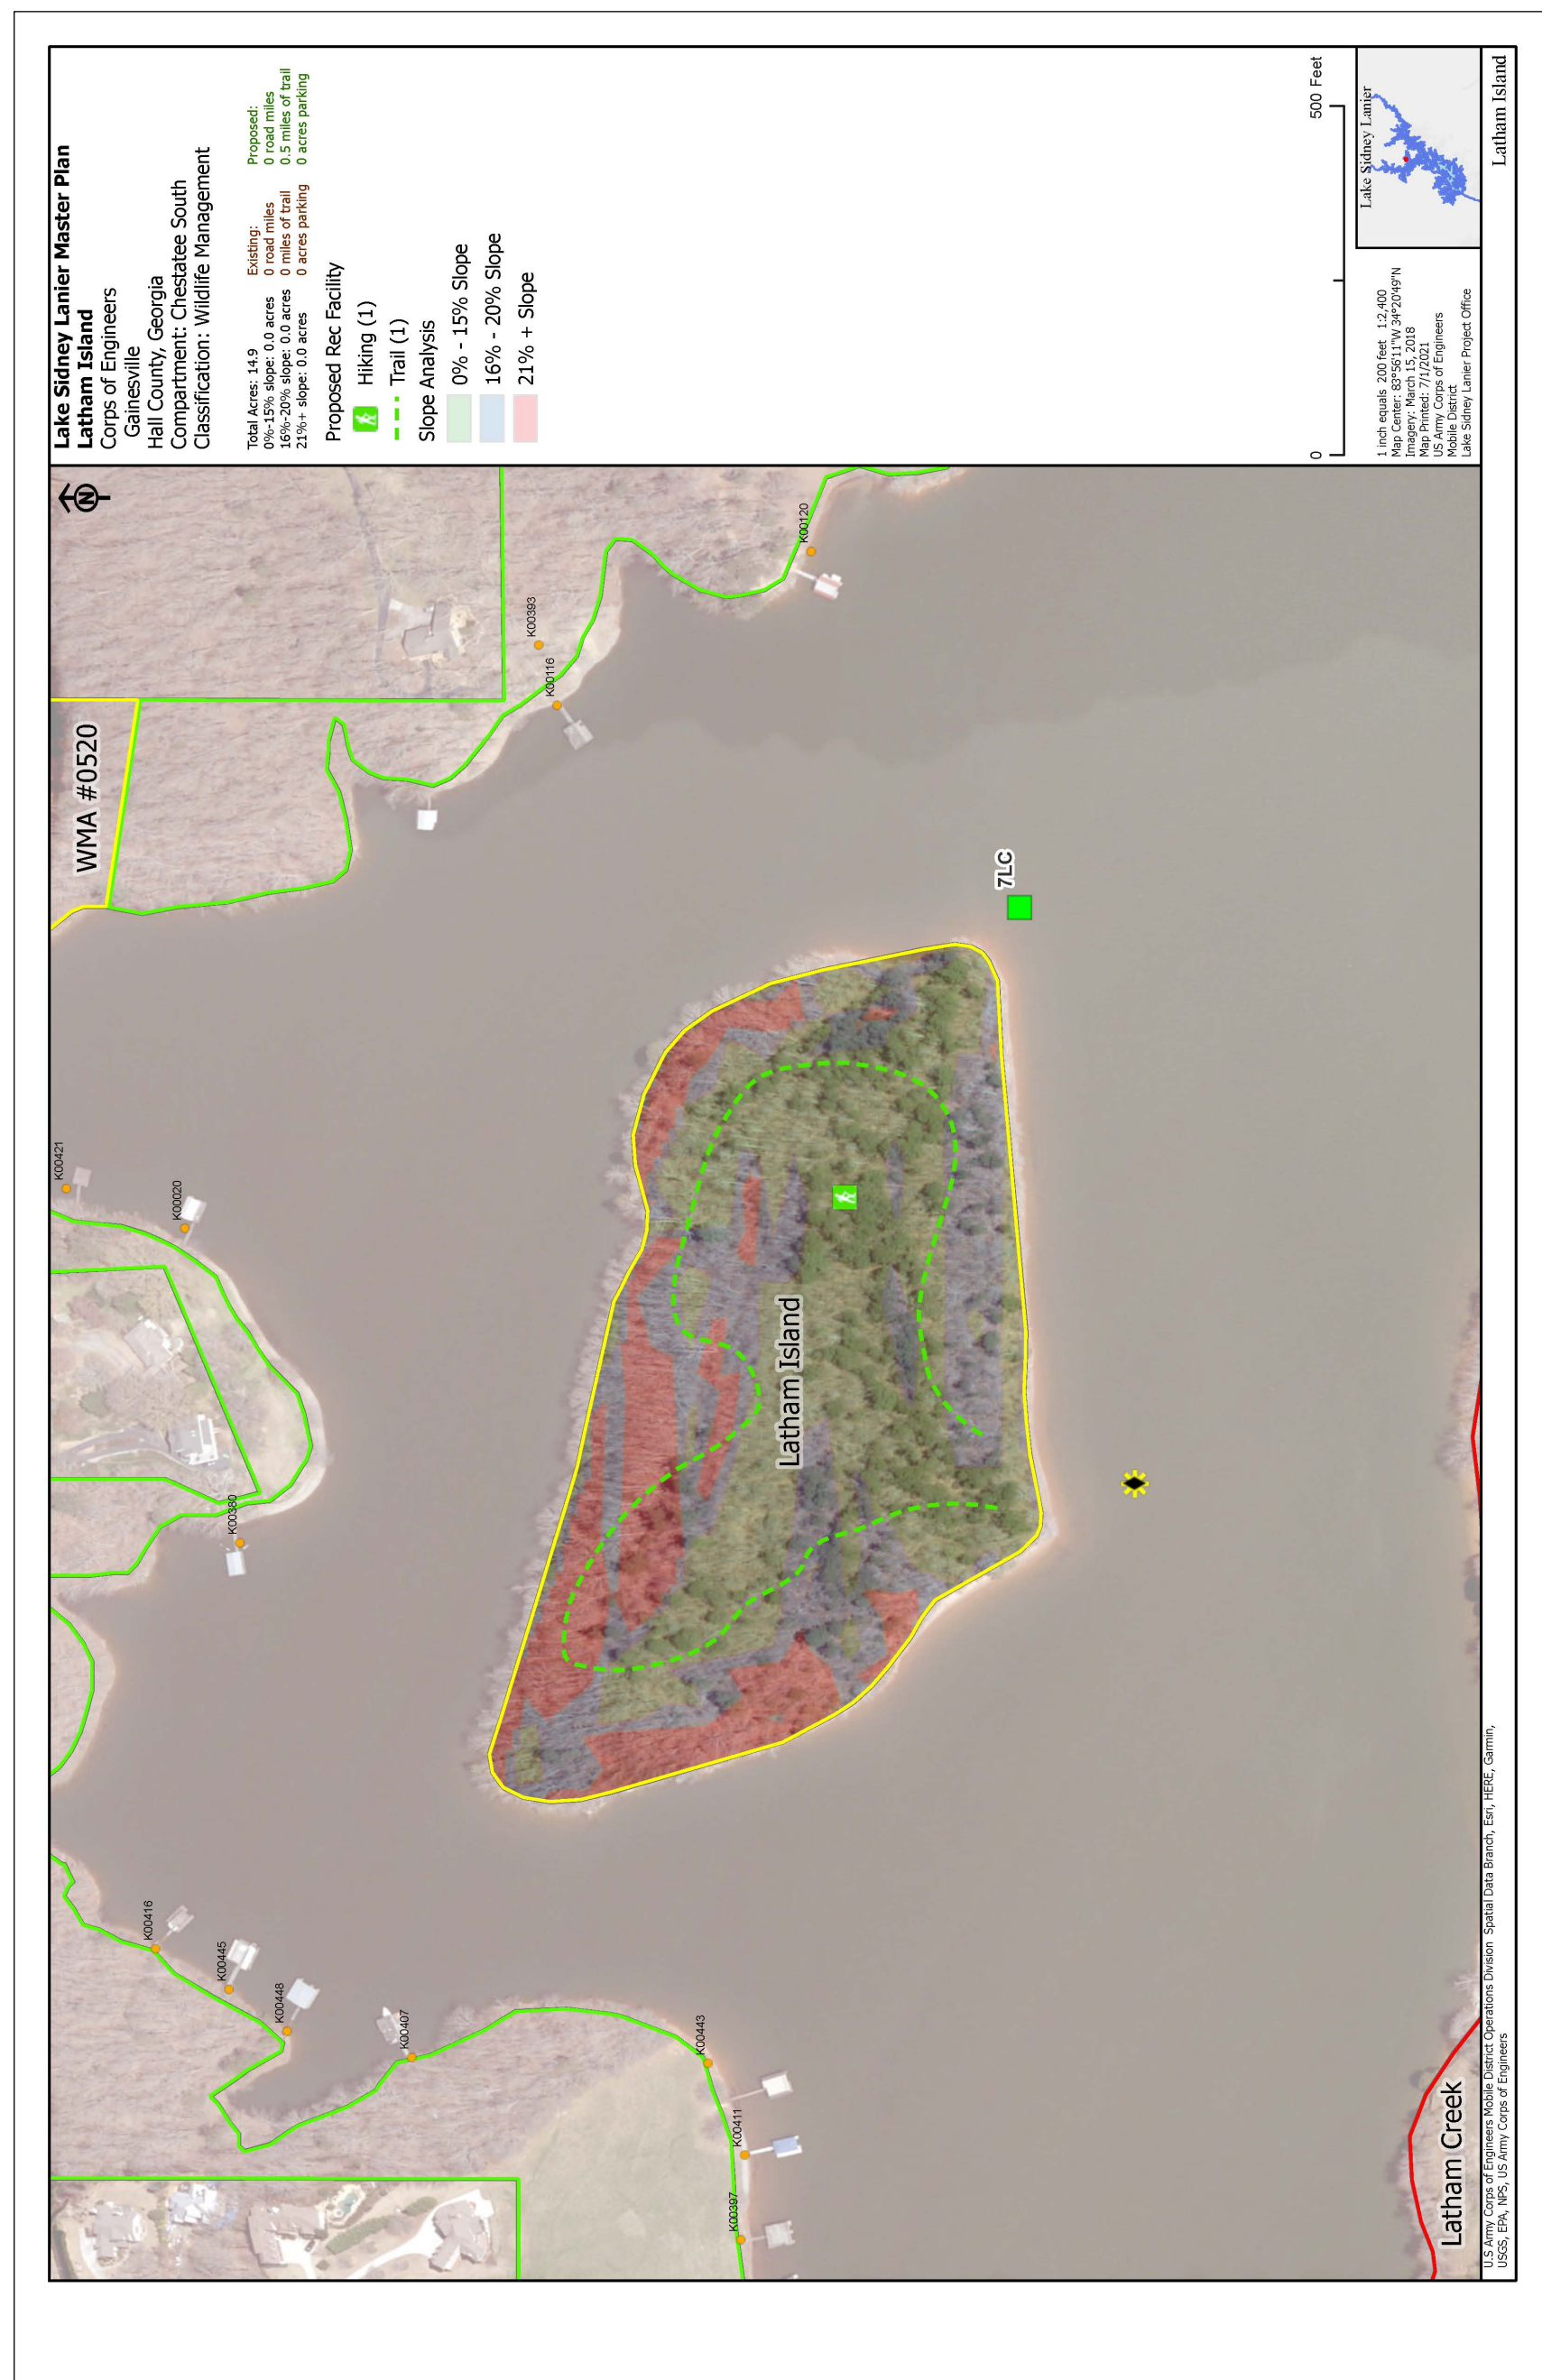 Lake Sidney Lanier Master Plan
Latham Island
Corps of Engineers
Gainesville
Hall County, Georgia
Compartment: Chestatee South
Classification: Wildlife Management
Total Acres: 14.9
0%-15% slope: 0.0 acres
16%-20% slope: 0.0 acres
21%+ slope: 0.0 acres
Existing:
0 road miles
0 miles of trail
0 acres parking
Proposed:
0 road miles
0.5 miles of trail
0 acres parking
Proposed Rec Facility
Hiking (1)
Trail (1)
Slope Analysis
0% - 15% Slope
16% - 20% Slope
21% + Slope
0
500 Feet
1 inch equals 200 feet 1:2,400
Map Center: 83°56'11"W 34°20'49"N
Imagery: March 15, 2018
Map Printed: 7/1/2021
US Army Corps of Engineers
Mobile District
Lake Sidney Lanier Project Office
Lake Sidney Lanier
Latham Island
N
WMA #0520
K00421
K00020
K00380
K00416
K00445
K00448
K00407
K00443
K00411
K00397
K00393
K00116
K00120
7LC
Latham Island
Latham Creek
U.S Army Corps of Engineers Mobile District Operations Division Spatial Data Branch, Esri, HERE, Garmin,
USGS, EPA, NPS, US Army Corps of Engineers